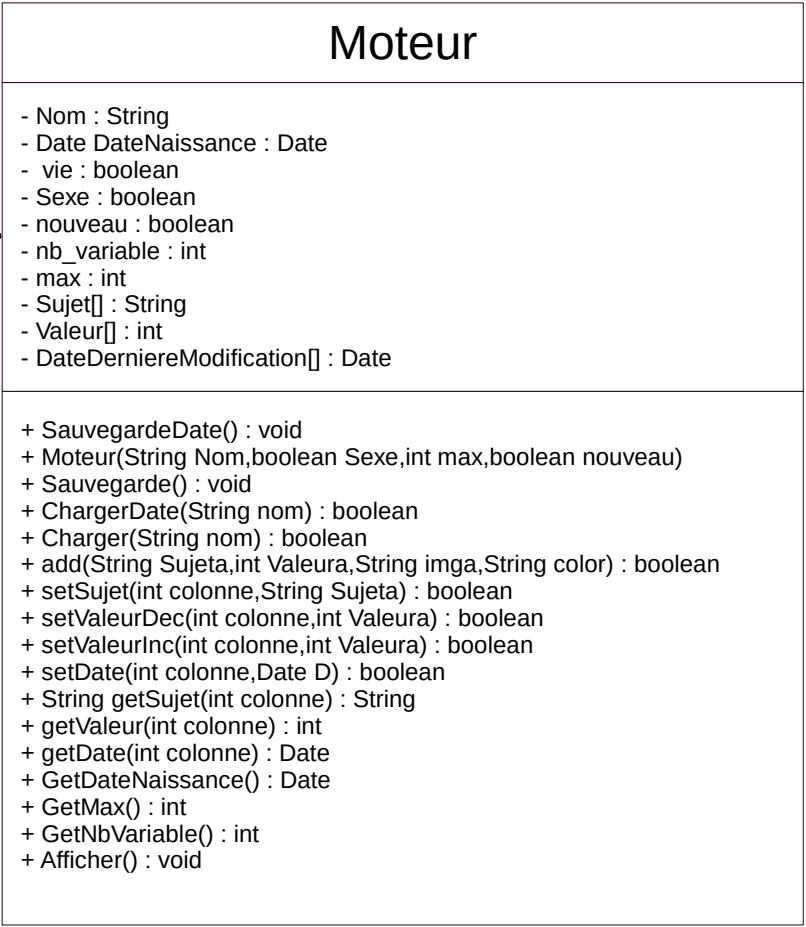 Moteur
- Nom : String
- Date DateNaissance : Date
-  vie : boolean
- Sexe : boolean
- nouveau : boolean
- nb_variable : int
- max : int
- Sujet[] : String
- Valeur[] : int
- DateDerniereModification[] : Date
+ SauvegardeDate() : void
+ Moteur(String Nom,boolean Sexe,int max,boolean nouveau)
+ Sauvegarde() : void
+ ChargerDate(String nom) : boolean
+ Charger(String nom) : boolean
+ add(String Sujeta,int Valeura,String imga,String color) : boolean
+ setSujet(int colonne,String Sujeta) : boolean
+ setValeurDec(int colonne,int Valeura) : boolean
+ setValeurInc(int colonne,int Valeura) : boolean
+ setDate(int colonne,Date D) : boolean
+ String getSujet(int colonne) : String
+ getValeur(int colonne) : int
+ getDate(int colonne) : Date
+ GetDateNaissance() : Date
+ GetMax() : int
+ GetNbVariable() : int
+ Afficher() : void